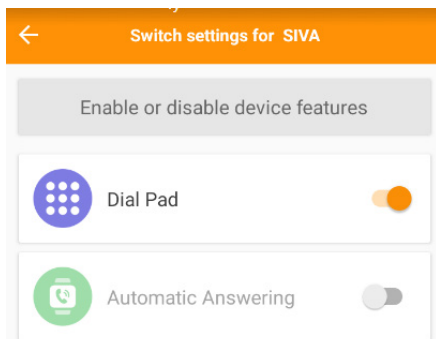 Switch settings for SIVA
Enable or disable device features
Dial Pad
Automatic Answering